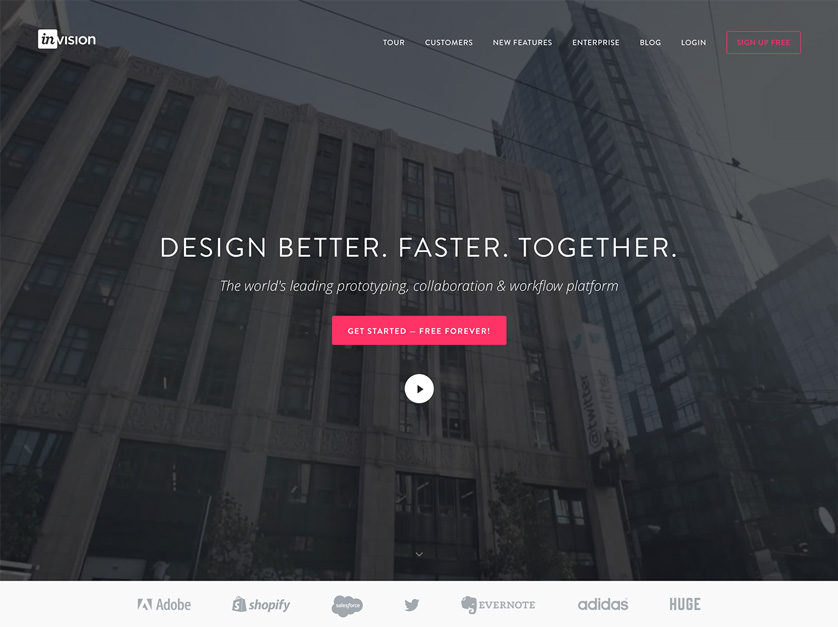 invision
TOUR CUSTOMERS NEW FEATURES ENTERPRISE BLOG LOGIN SIGN UP FREE
DESIGN BETTER. FASTER. TOGETHER.
The world's leading prototyping, collaboration & workflow platform
GET STARTED — FREE FOREVER!
@twitter
twitter
Adobe shopify salesforce EVERNOTE adidas HUGE